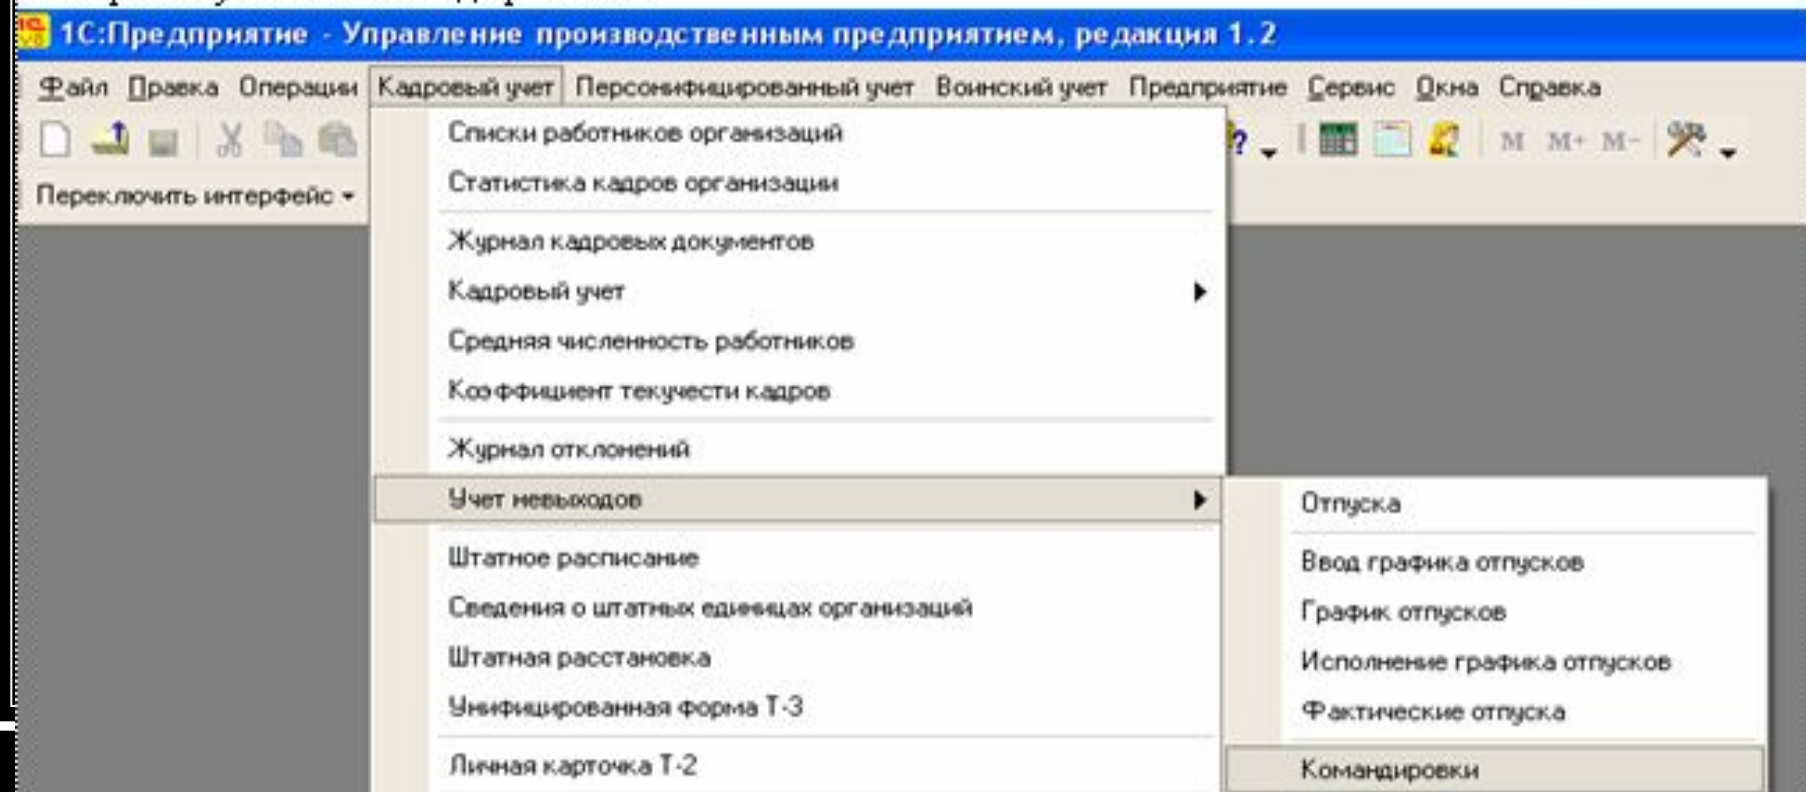 1С:Предприятие - Управление производственным предприятием, редакция 1.2
Файл Правка Операции Кадровый учет Персонифицированный учет Воинский учет Предприятие Сервис Окна Справка
M M+ M-
Переключить интерфейс
Списки работников организаций
Статистика кадров организации
Журнал кадровых документов
Кадровый учет
Средняя численность работников
Коэффициент текучести кадров
Журнал отклонений
Учет невыходов
Штатное расписание
Сведения о штатных единицах организаций
Штатная расстановка
Унифицированная форма Т-3
Личная карточка Т-2
Отпуска
Ввод графика отпусков
График отпусков
Исполнение графика отпусков
Фактические отпуска
Командировки